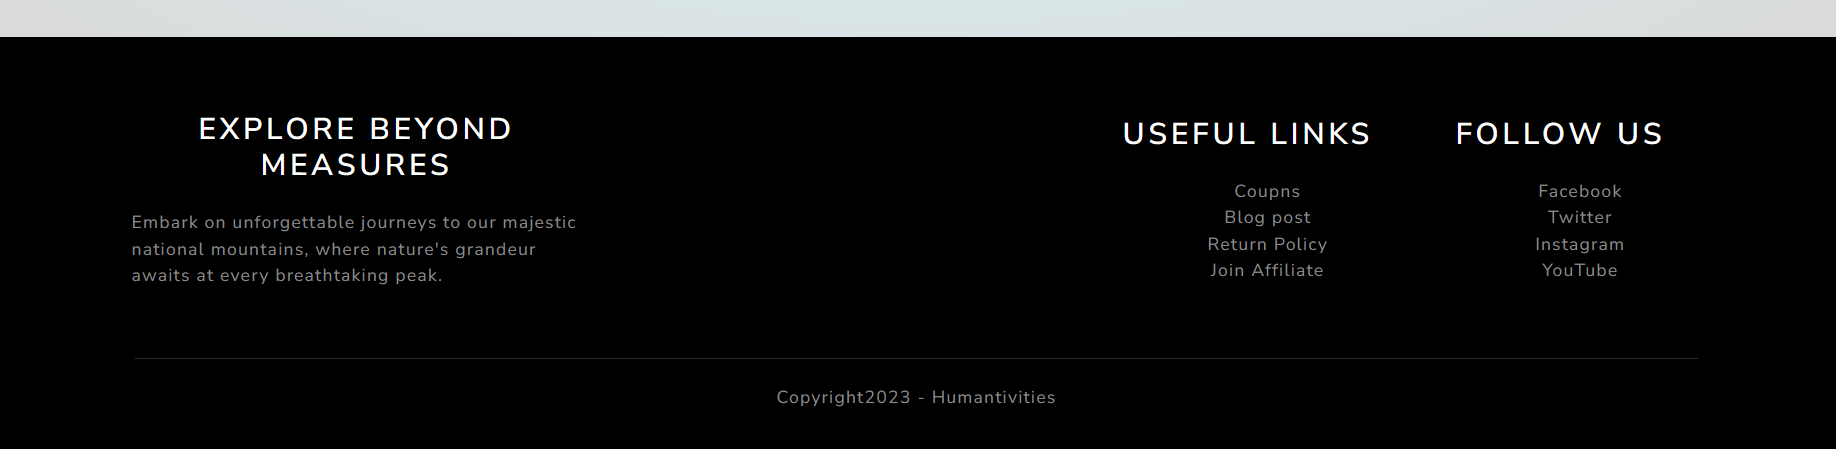 EXPLORE BEYOND
MEASURES
Embark on unforgettable journeys to our majestic
national mountains, where nature's grandeur
awaits at every breathtaking peak.
USEFUL LINKS
Coupns
Blog post
Return Policy
Join Affiliate
FOLLOW US
Facebook
Twitter
Instagram
YouTube
Copyright2023 - Humantivities